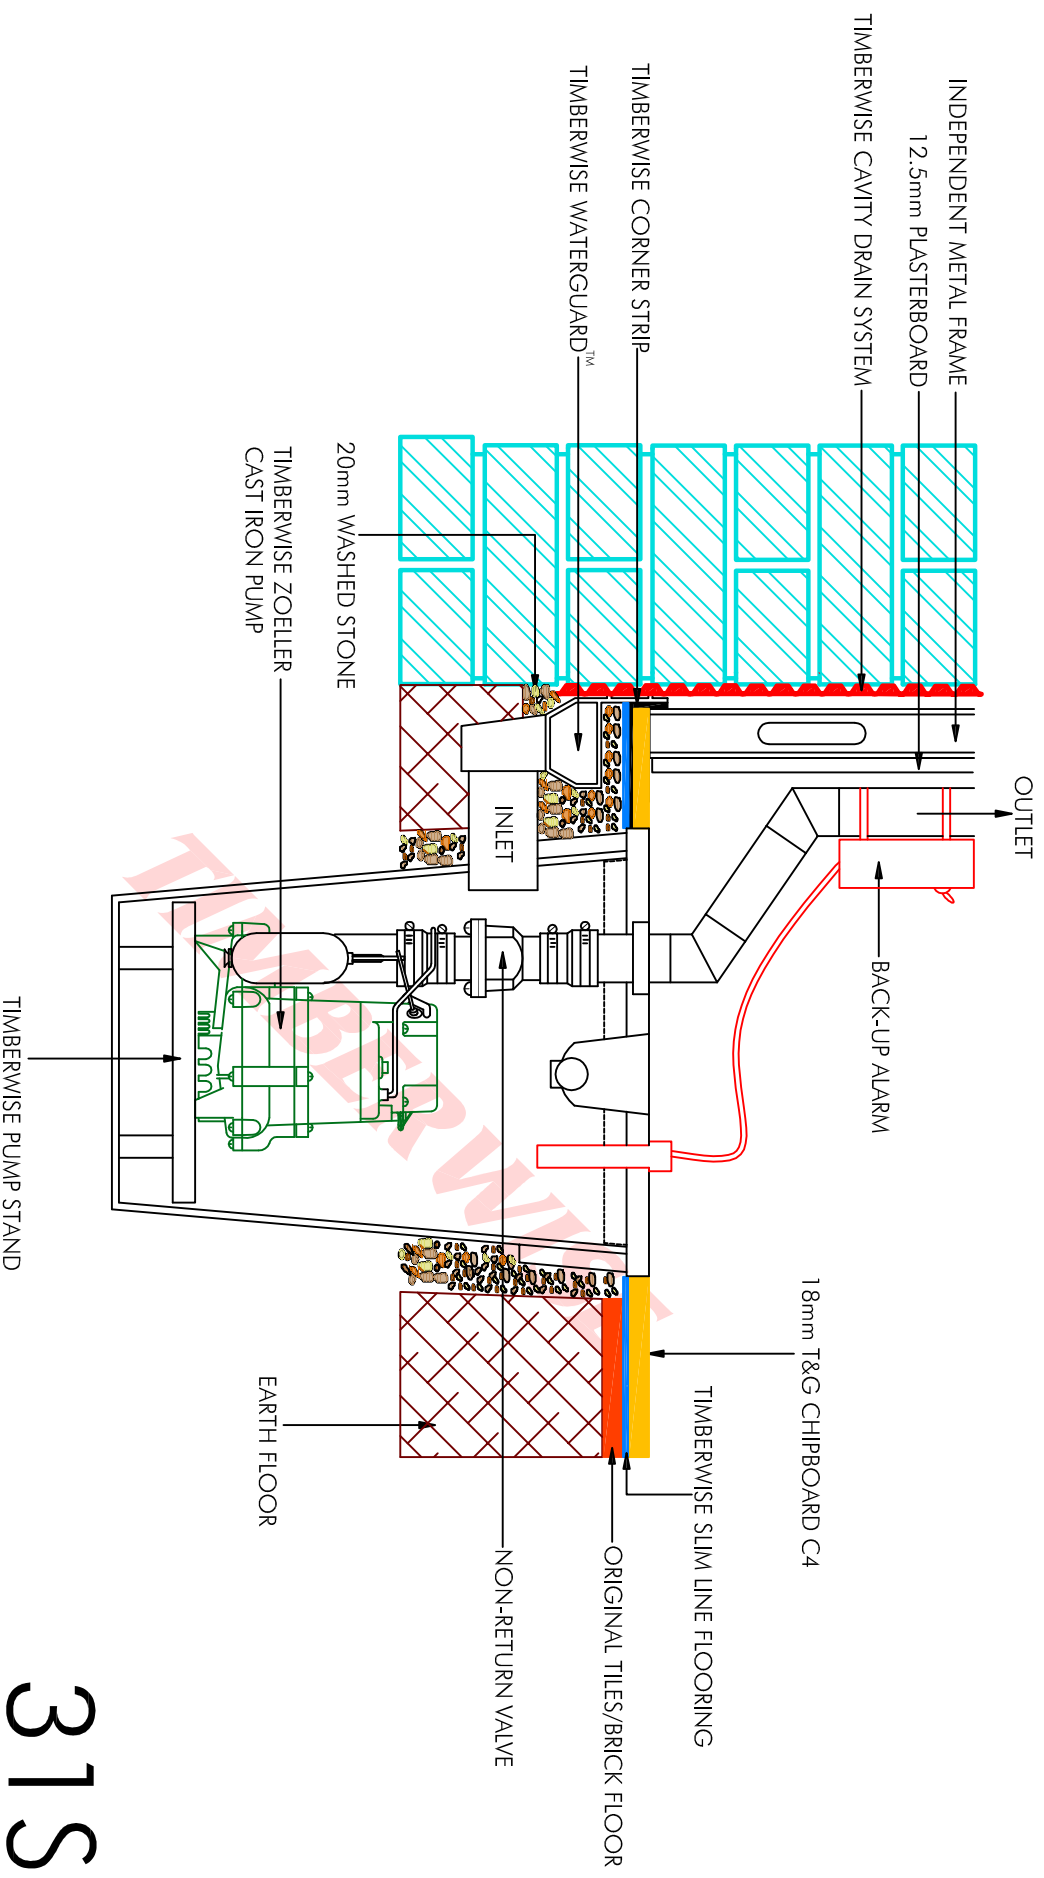 OUTLET
INDEPENDENT METAL FRAME
12.5mm PLASTERBOARD
TIMBERWISE CAVITY DRAIN SYSTEM
BACK-UP ALARM
18mm T&G CHIPBOARD C4
TIMBERWISE SLIM LINE FLOORING
TIMBERWISE CORNER STRIP
ORIGINAL TILES/BRICK FLOOR
TIMBERWISE WATERGUARD™
INLET
NON-RETURN VALVE
20mm WASHED STONE
TIMBERWISE ZOELLER
CAST IRON PUMP
EARTH FLOOR
TIMBERWISE PUMP STAND
TIMBERWISE
31S